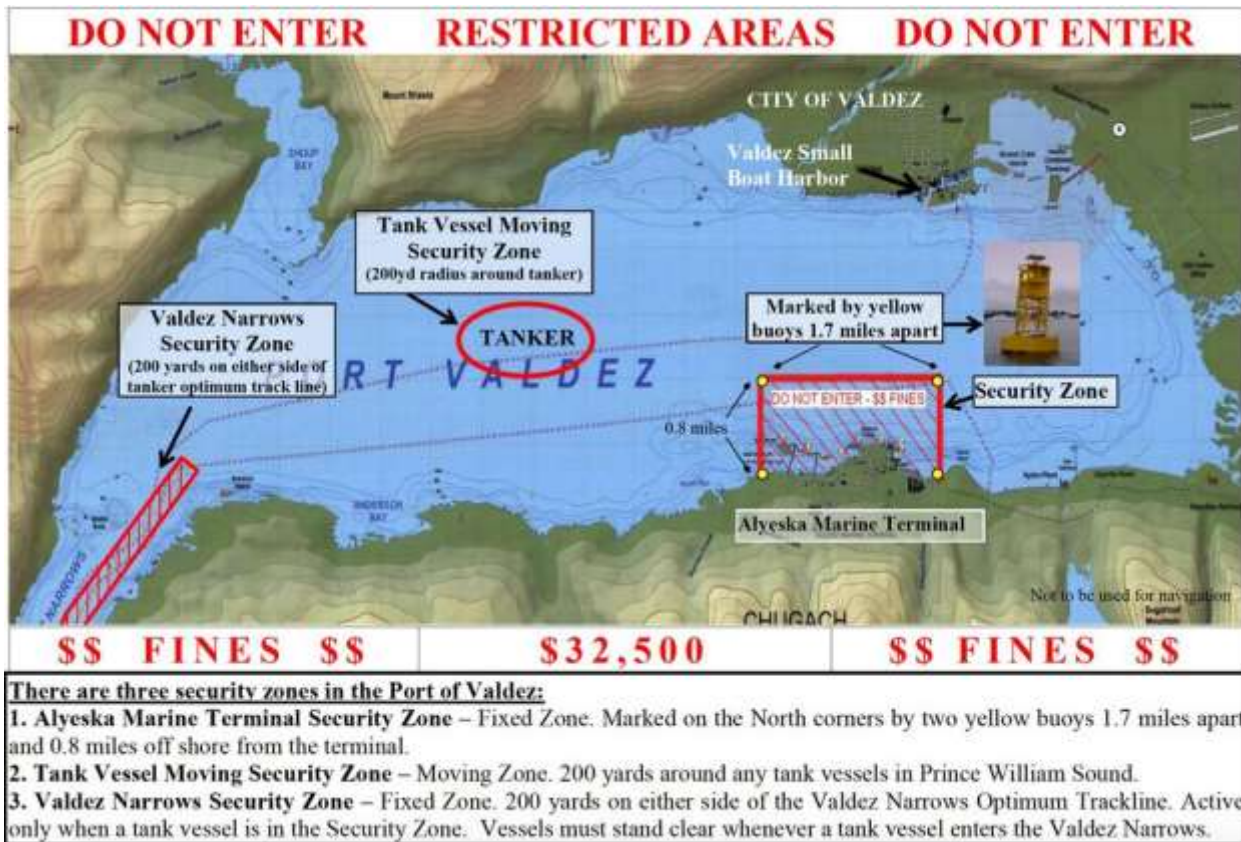 DO NOT ENTER RESTRICTED AREAS DO NOT ENTER
Mount Shasta
SHOUP
BAY
CITY OF VALDEZ
Valdez Small
Boat Harbor
Tank Vessel Moving
Security Zone
(200yd radius around tanker)
Valdez Narrows
Security Zone
(200 yards on either side of
tanker optimum track line)
TANKER
RT VALDEZ
Marked by yellow
buoys 1.7 miles apart
Security Zone
DO NOT ENTER - $$ FINES
0.8 miles
ANDERSON
BAY
NARROWS
Alyeska Marine Terminal
Not to be used for navigation
CHUGACH
$$ FINES $$ $32,500 $$ FINES $$
There are three security zones in the Port of Valdez:
1. Alyeska Marine Terminal Security Zone – Fixed Zone. Marked on the North corners by two yellow buoys 1.7 miles apart
and 0.8 miles off shore from the terminal.
2. Tank Vessel Moving Security Zone – Moving Zone. 200 yards around any tank vessels in Prince William Sound.
3. Valdez Narrows Security Zone – Fixed Zone. 200 yards on either side of the Valdez Narrows Optimum Trackline. Active
only when a tank vessel is in the Security Zone. Vessels must stand clear whenever a tank vessel enters the Valdez Narrows.